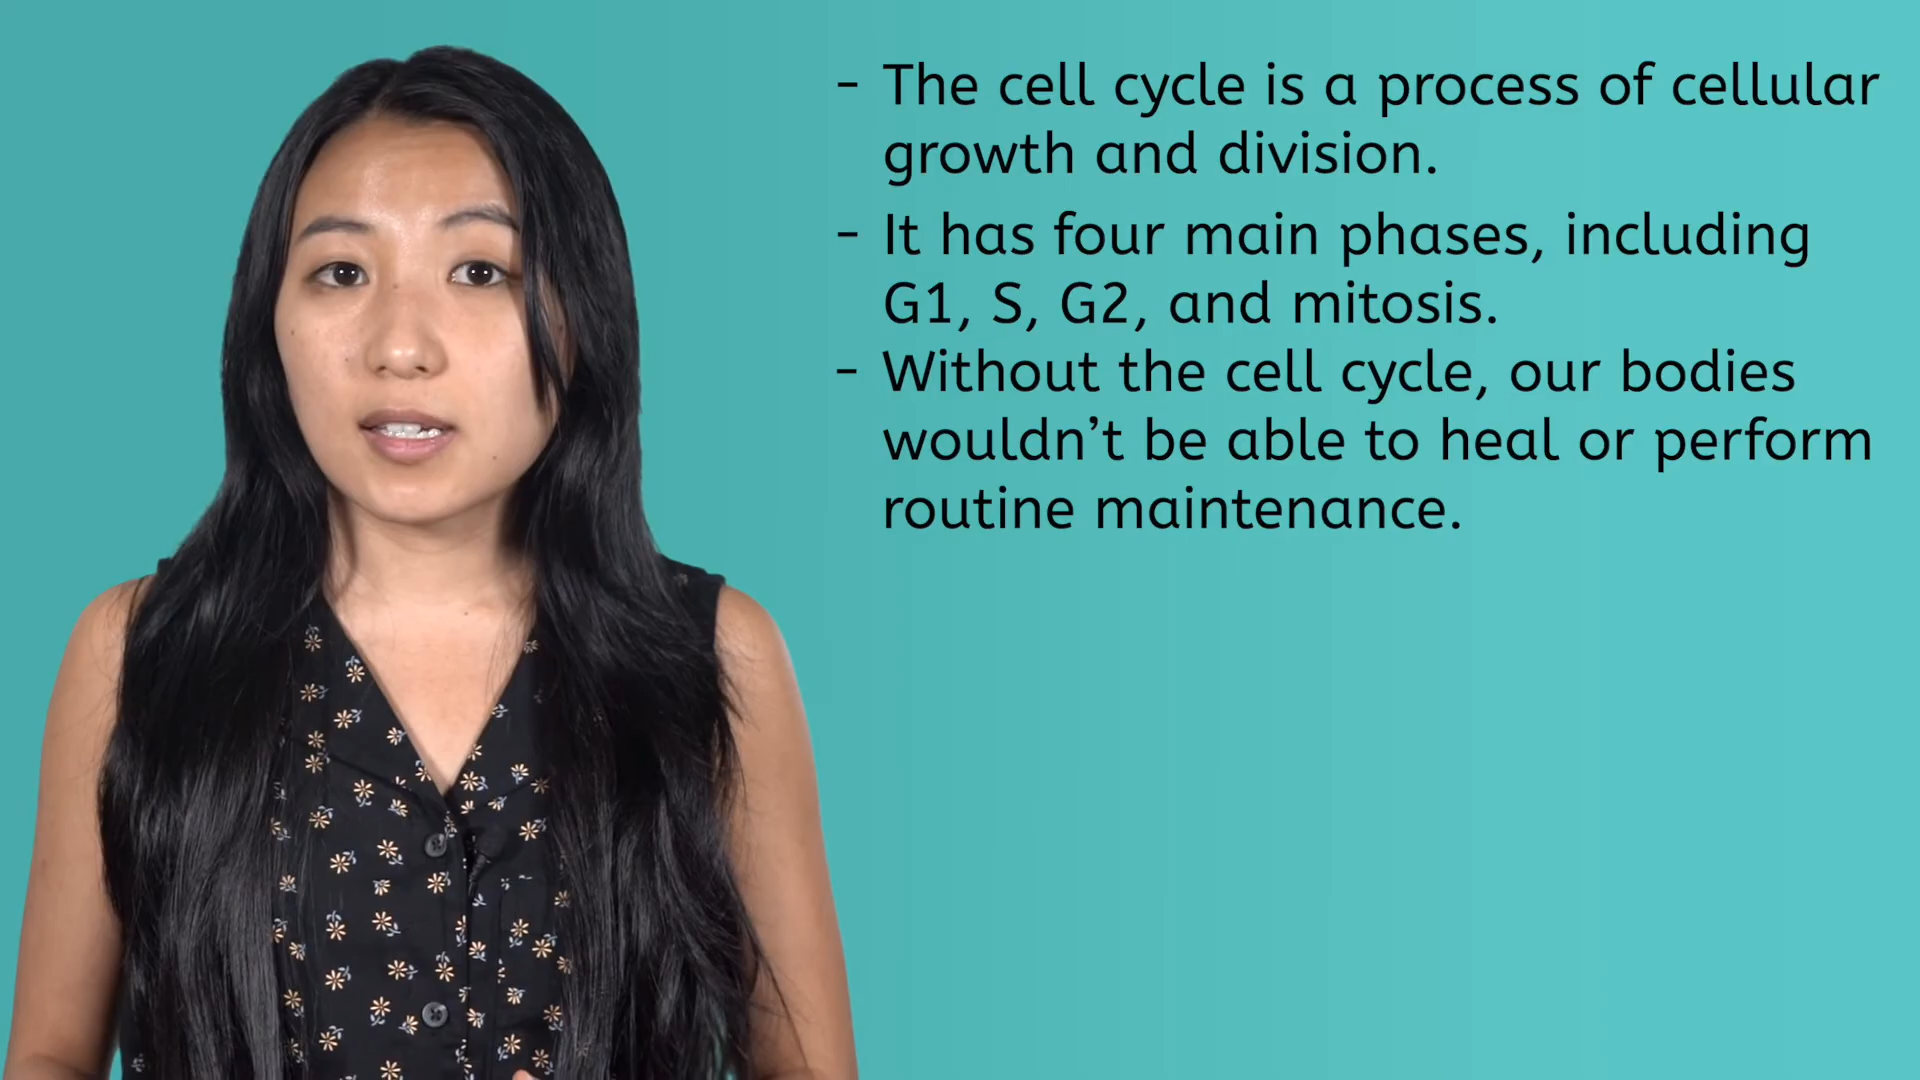 - The cell cycle is a process of cellular
growth and division.
- It has four main phases, including
G1, S, G2, and mitosis.
- Without the cell cycle, our bodies
wouldn’t be able to heal or perform
routine maintenance.